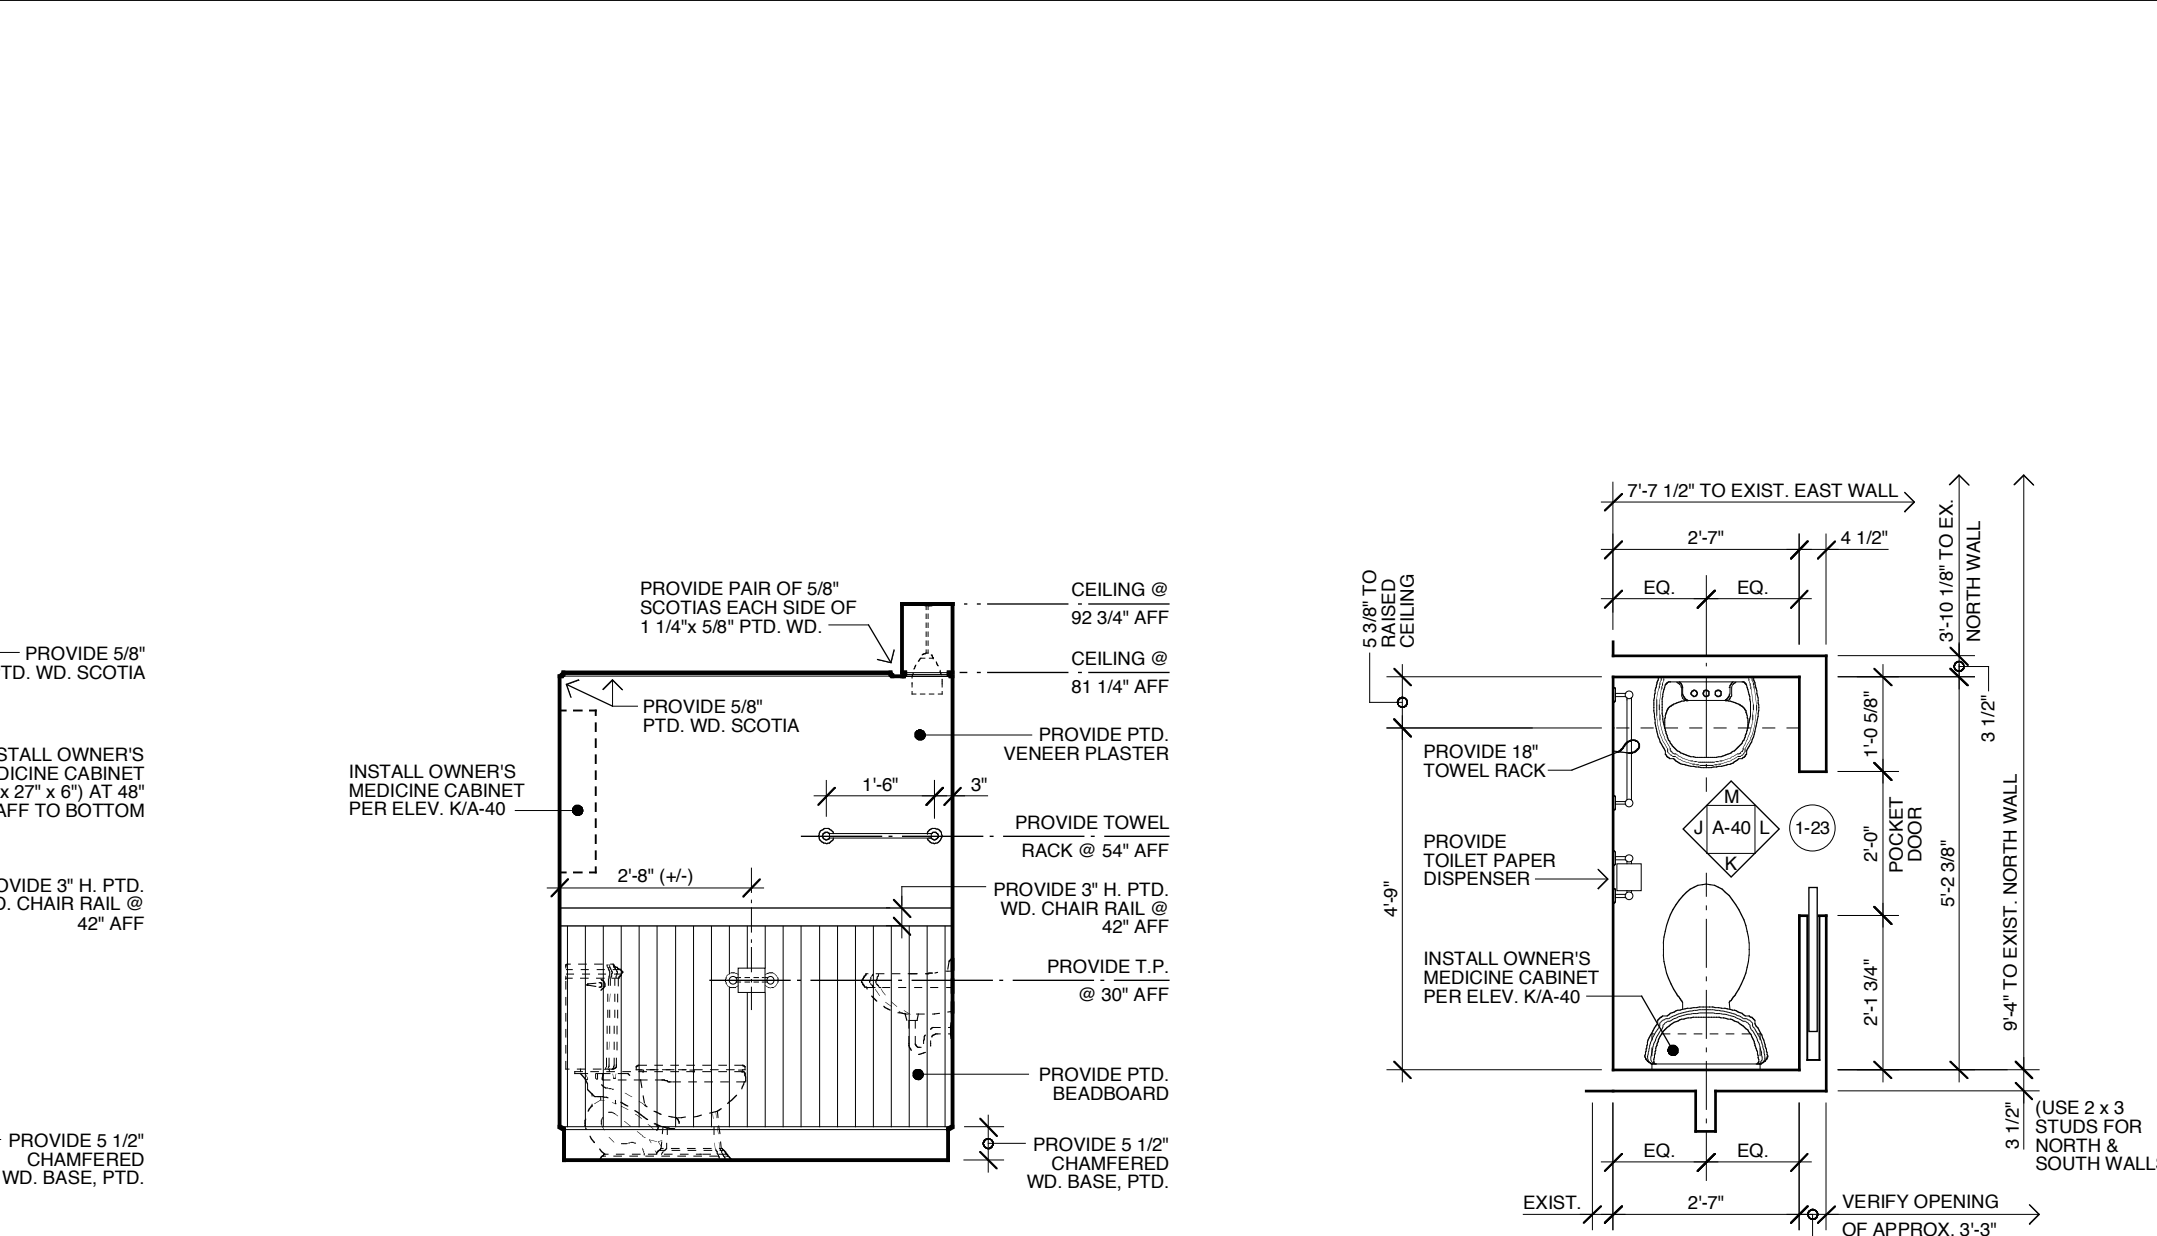 PROVIDE 5/8"
TD. WD. SCOTIA
STALL OWNER'S
DICINE CABINET
x 27" x 6") AT 48"
AFF TO BOTTOM
OVIDE 3" H. PTD.
D. CHAIR RAIL @
42" AFF
PROVIDE 5 1/2"
CHAMFERED
WD. BASE, PTD.
PROVIDE PAIR OF 5/8"
SCOTIAS EACH SIDE OF
1 1/4"x 5/8" PTD. WD.
PROVIDE 5/8"
PTD. WD. SCOTIA
INSTALL OWNER'S
MEDICINE CABINET
PER ELEV. K/A-40
2'-8" (+/-)
1'-6"
3"
CEILING @
92 3/4" AFF
CEILING @
81 1/4" AFF
PROVIDE PTD.
VENEER PLASTER
PROVIDE TOWEL
RACK @ 54" AFF
PROVIDE 3" H. PTD.
WD. CHAIR RAIL @
42" AFF
PROVIDE T.P.
@ 30" AFF
PROVIDE PTD.
BEADBOARD
PROVIDE 5 1/2"
CHAMFERED
WD. BASE, PTD.
7'-7 1/2" TO EXIST. EAST WALL
2'-7"
4 1/2"
EQ.
EQ.
5 3/8" TO
RAISED
CEILING
4'-9"
PROVIDE 18"
TOWEL RACK
PROVIDE
TOILET PAPER
DISPENSER
INSTALL OWNER'S
MEDICINE CABINET
PER ELEV. K/A-40
M
J
A-40
L
K
1-23
1'-0 5/8"
2'-0"
POCKET
DOOR
2'-1 3/4"
3'-10 1/8" TO EX.
NORTH WALL
3 1/2"
5'-2 3/8"
9'-4" TO EXIST. NORTH WALL
3 1/2"
(USE 2 x 3
STUDS FOR
NORTH &
SOUTH WALLS
EQ.
EQ.
EXIST.
2'-7"
VERIFY OPENING
OF APPROX. 3'-3"